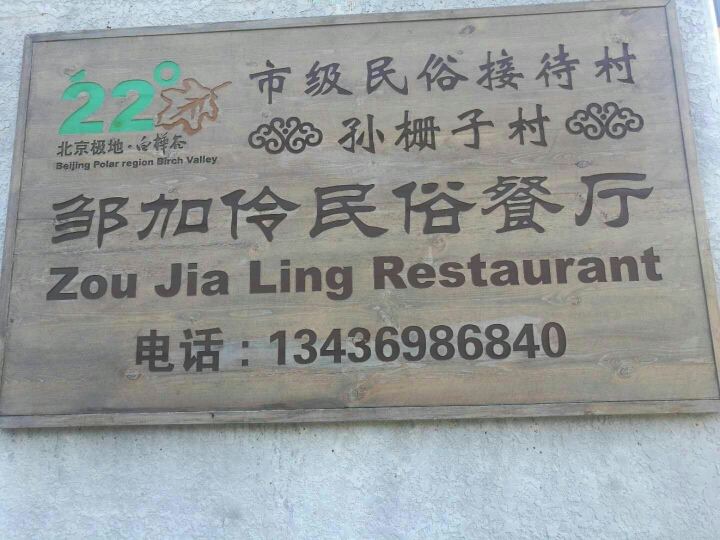 22°
北京极地·白桦谷
Beijing Polar region Birch Valley
市级民俗接待村
孙栅子村
邹加伶民俗餐厅
Zou Jia Ling Restaurant
电话：13436986840